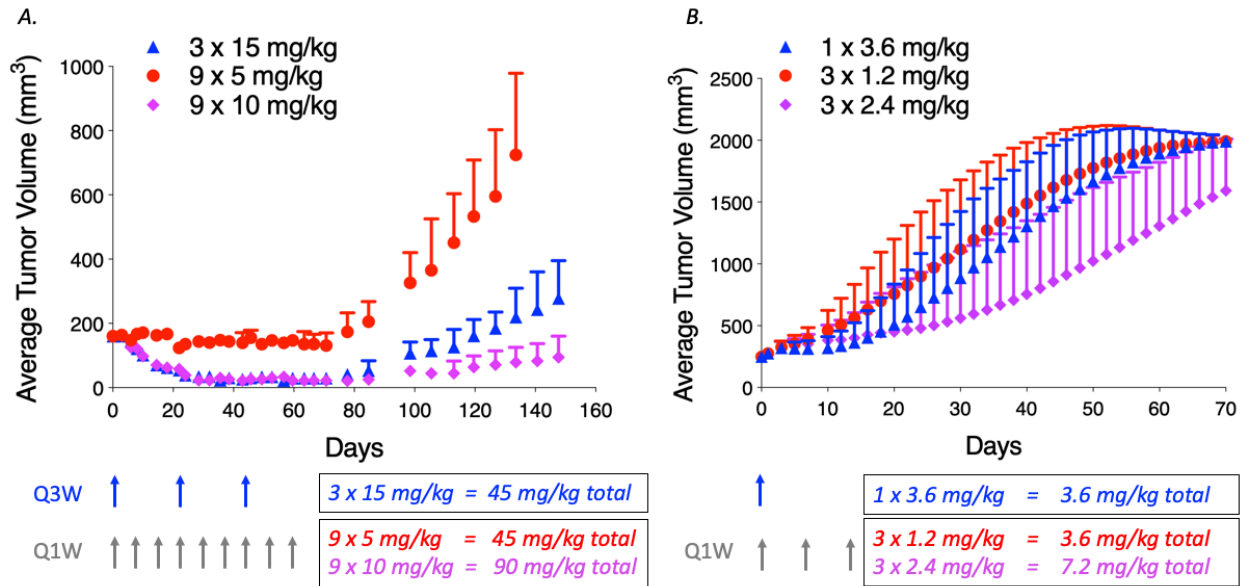 A.
3 x 15 mg/kg
9 x 5 mg/kg
9 x 10 mg/kg
Average Tumor Volume (mm³)
1000
800
600
400
200
0
0 20 40 60 80 100 120 140 160
Days
Q3W
3 x 15 mg/kg = 45 mg/kg total
Q1W
9 x 5 mg/kg = 45 mg/kg total
9 x 10 mg/kg = 90 mg/kg total
B.
1 x 3.6 mg/kg
3 x 1.2 mg/kg
3 x 2.4 mg/kg
Average Tumor Volume (mm³)
2500
2000
1500
1000
500
0
0 10 20 30 40 50 60 70
Days
1 x 3.6 mg/kg = 3.6 mg/kg total
Q1W
3 x 1.2 mg/kg = 3.6 mg/kg total
3 x 2.4 mg/kg = 7.2 mg/kg total